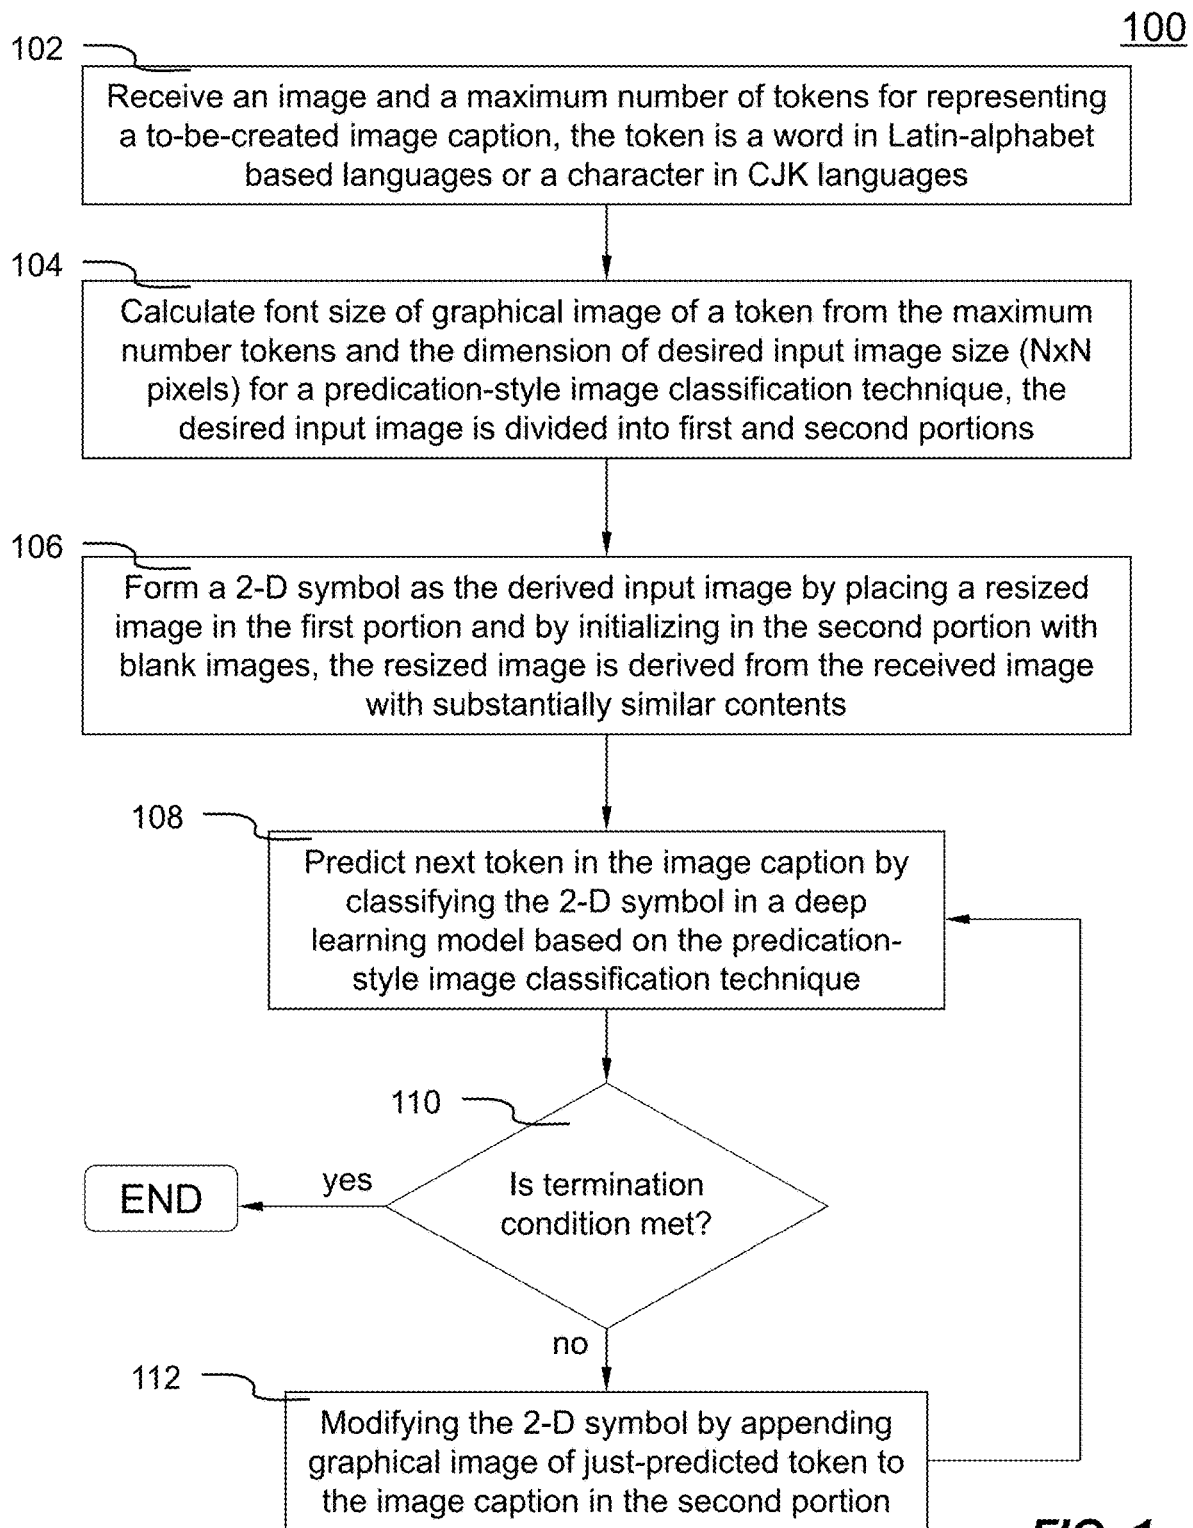 100
102
Receive an image and a maximum number of tokens for representing
a to-be-created image caption, the token is a word in Latin-alphabet
based languages or a character in CJK languages
104
Calculate font size of graphical image of a token from the maximum
number tokens and the dimension of desired input image size (NxN
pixels) for a predication-style image classification technique, the
desired input image is divided into first and second portions
106
Form a 2-D symbol as the derived input image by placing a resized
image in the first portion and by initializing in the second portion with
blank images, the resized image is derived from the received image
with substantially similar contents
108
Predict next token in the image caption by
classifying the 2-D symbol in a deep
learning model based on the predication-
style image classification technique
110
Is termination
condition met?
yes
END
no
112
Modifying the 2-D symbol by appending
graphical image of just-predicted token to
the image caption in the second portion
FIG. 1